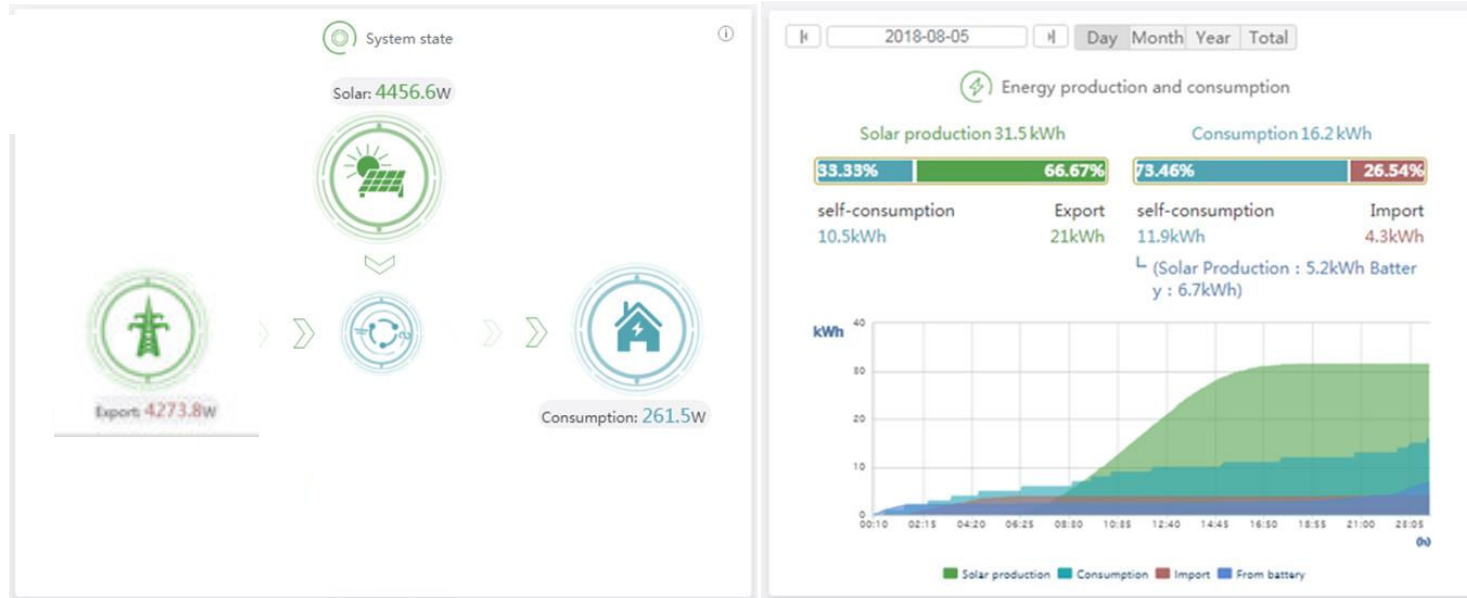 System state
Solar: 4456.6W
Export: 4273.8W
Consumption: 261.5W
2018-08-05
Day Month Year Total
Energy production and consumption
Solar production 31.5 kWh
Consumption 16.2 kWh
33.33% 66.67%
73.46% 26.54%
self-consumption Export
10.5kWh 21kWh
self-consumption Import
11.9kWh 4.3kWh
(Solar Production : 5.2kWh Batter
y : 6.7kWh)
kWh
40
30
20
10
0
00:10 02:15 04:20 06:25 08:30 10:35 12:40 14:45 16:50 18:55 21:00 23:05
(h)
Solar production Consumption Import From battery